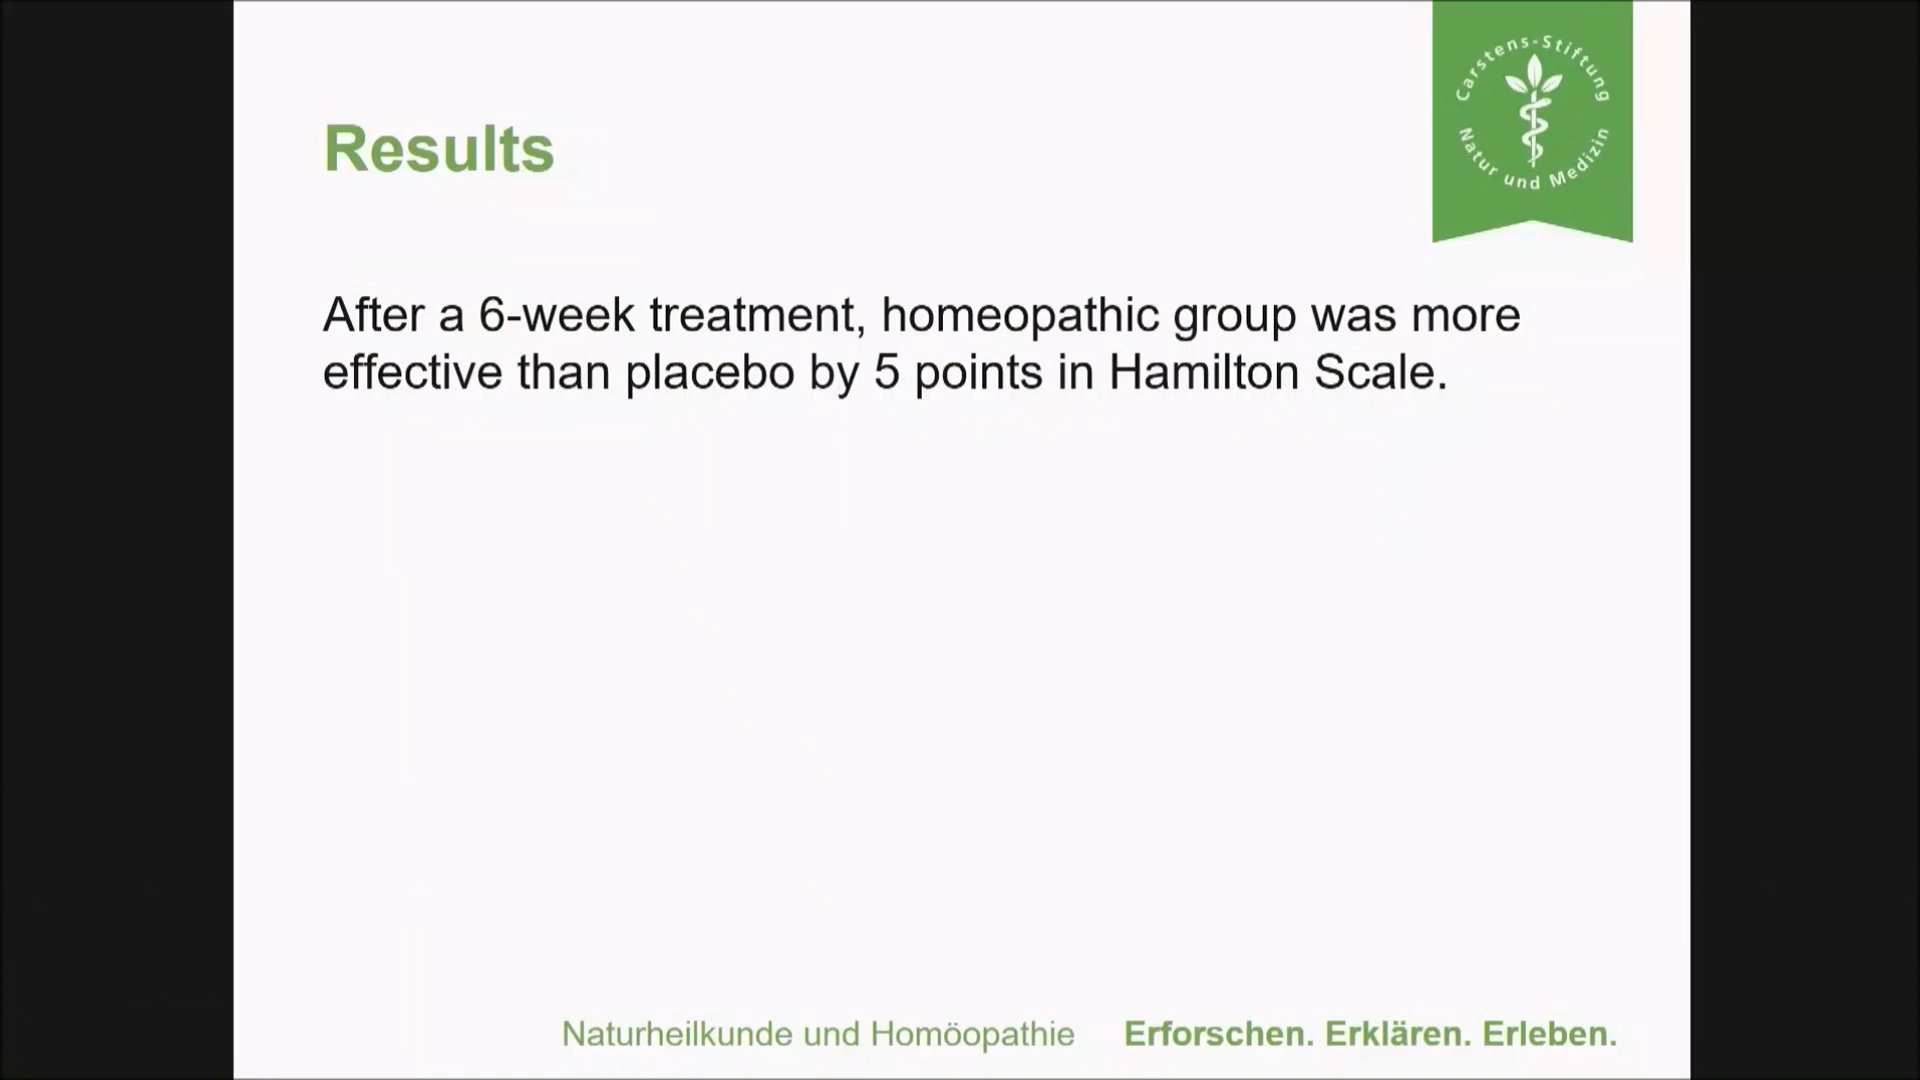 Carstens-Stiftung
Natur und Medizin
Results
After a 6-week treatment, homeopathic group was more
effective than placebo by 5 points in Hamilton Scale.
Naturheilkunde und Homöopathie Erforschen. Erklären. Erleben.